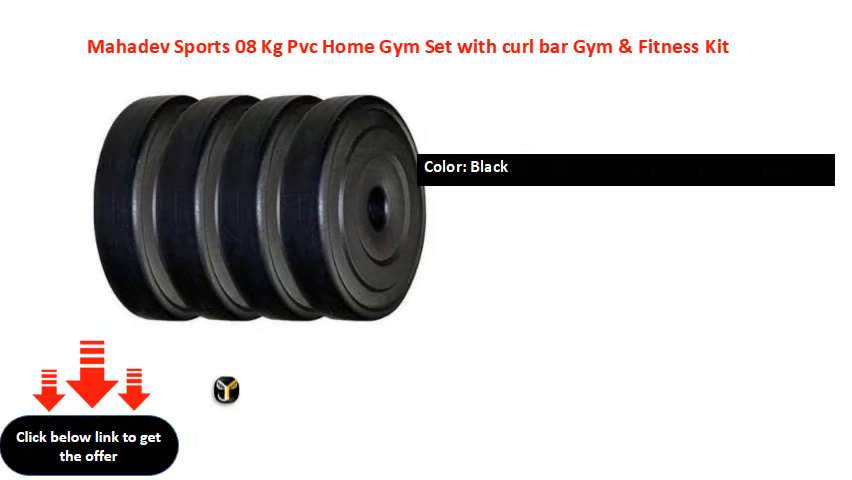 Mahadev Sports 08 Kg Pvc Home Gym Set with curl bar Gym & Fitness Kit
Color: Black
Click below link to get
the offer